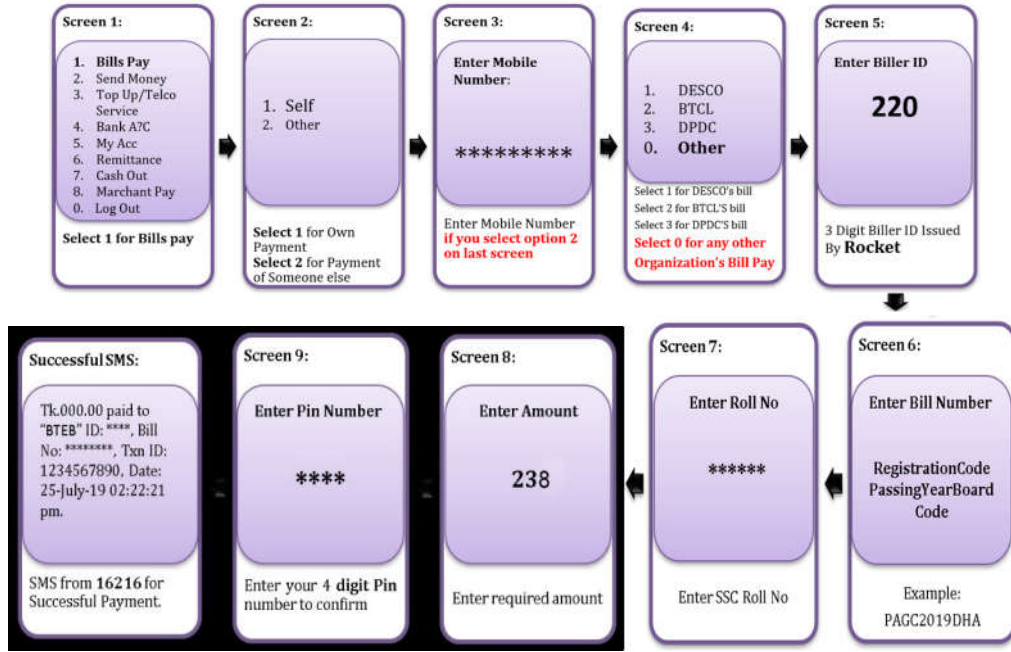 Screen 1:
1. Bills Pay
2. Send Money
3. Top Up/Telco
Service
4. Bank A?C
5. My Acc
6. Remittance
7. Cash Out
8. Marchant Pay
0. Log Out
Select 1 for Bills pay
Screen 2:
1. Self
2. Other
Select 1 for Own
Payment
Select 2 for Payment
of Someone else
Screen 3:
Enter Mobile
Number:
*********
Enter Mobile Number
if you select option 2
on last screen
Screen 4:
1. DESCO
2. BTCL
3. DPDC
0. Other
Select 1 for DESCO's bill
Select 2 for BTCL'S bill
Select 3 for DPDC'S bill
Select 0 for any other
Organization's Bill Pay
Screen 5:
Enter Biller ID
220
3 Digit Biller ID Issued
By Rocket
Screen 6:
Enter Bill Number
RegistrationCode
PassingYearBoard
Code
Example:
PAGC2019DHA
Screen 7:
Enter Roll No
******
Enter SSC Roll No
Screen 8:
Enter Amount
238
Enter required amount
Screen 9:
Enter Pin Number
****
Enter your 4 digit Pin
number to confirm
Successful SMS:
Tk.000.00 paid to
"BTEB" ID: ****, Bill
No: ********, Txn ID:
1234567890, Date:
25-July-19 02:22:21
pm.
SMS from 16216 for
Successful Payment.